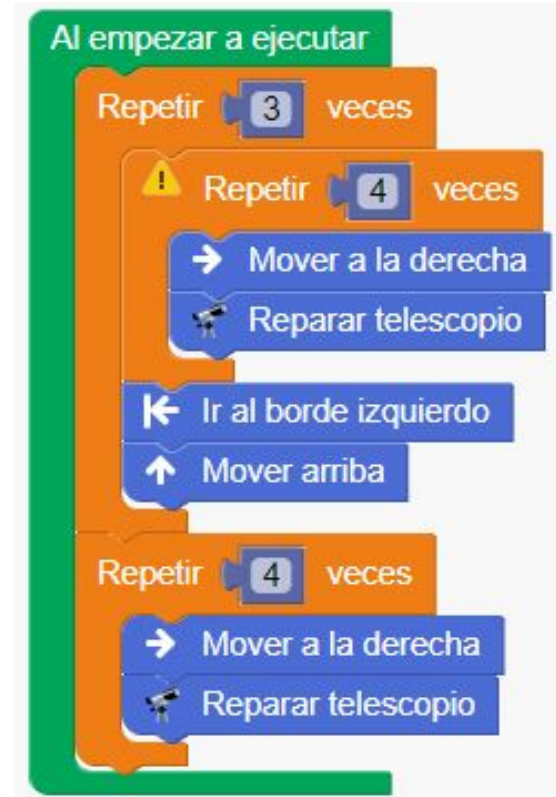 Al empezar a ejecutar
Repetir 3 veces
! Repetir 4 veces
Mover a la derecha
Reparar telescopio
Ir al borde izquierdo
Mover arriba
Repetir 4 veces
Mover a la derecha
Reparar telescopio